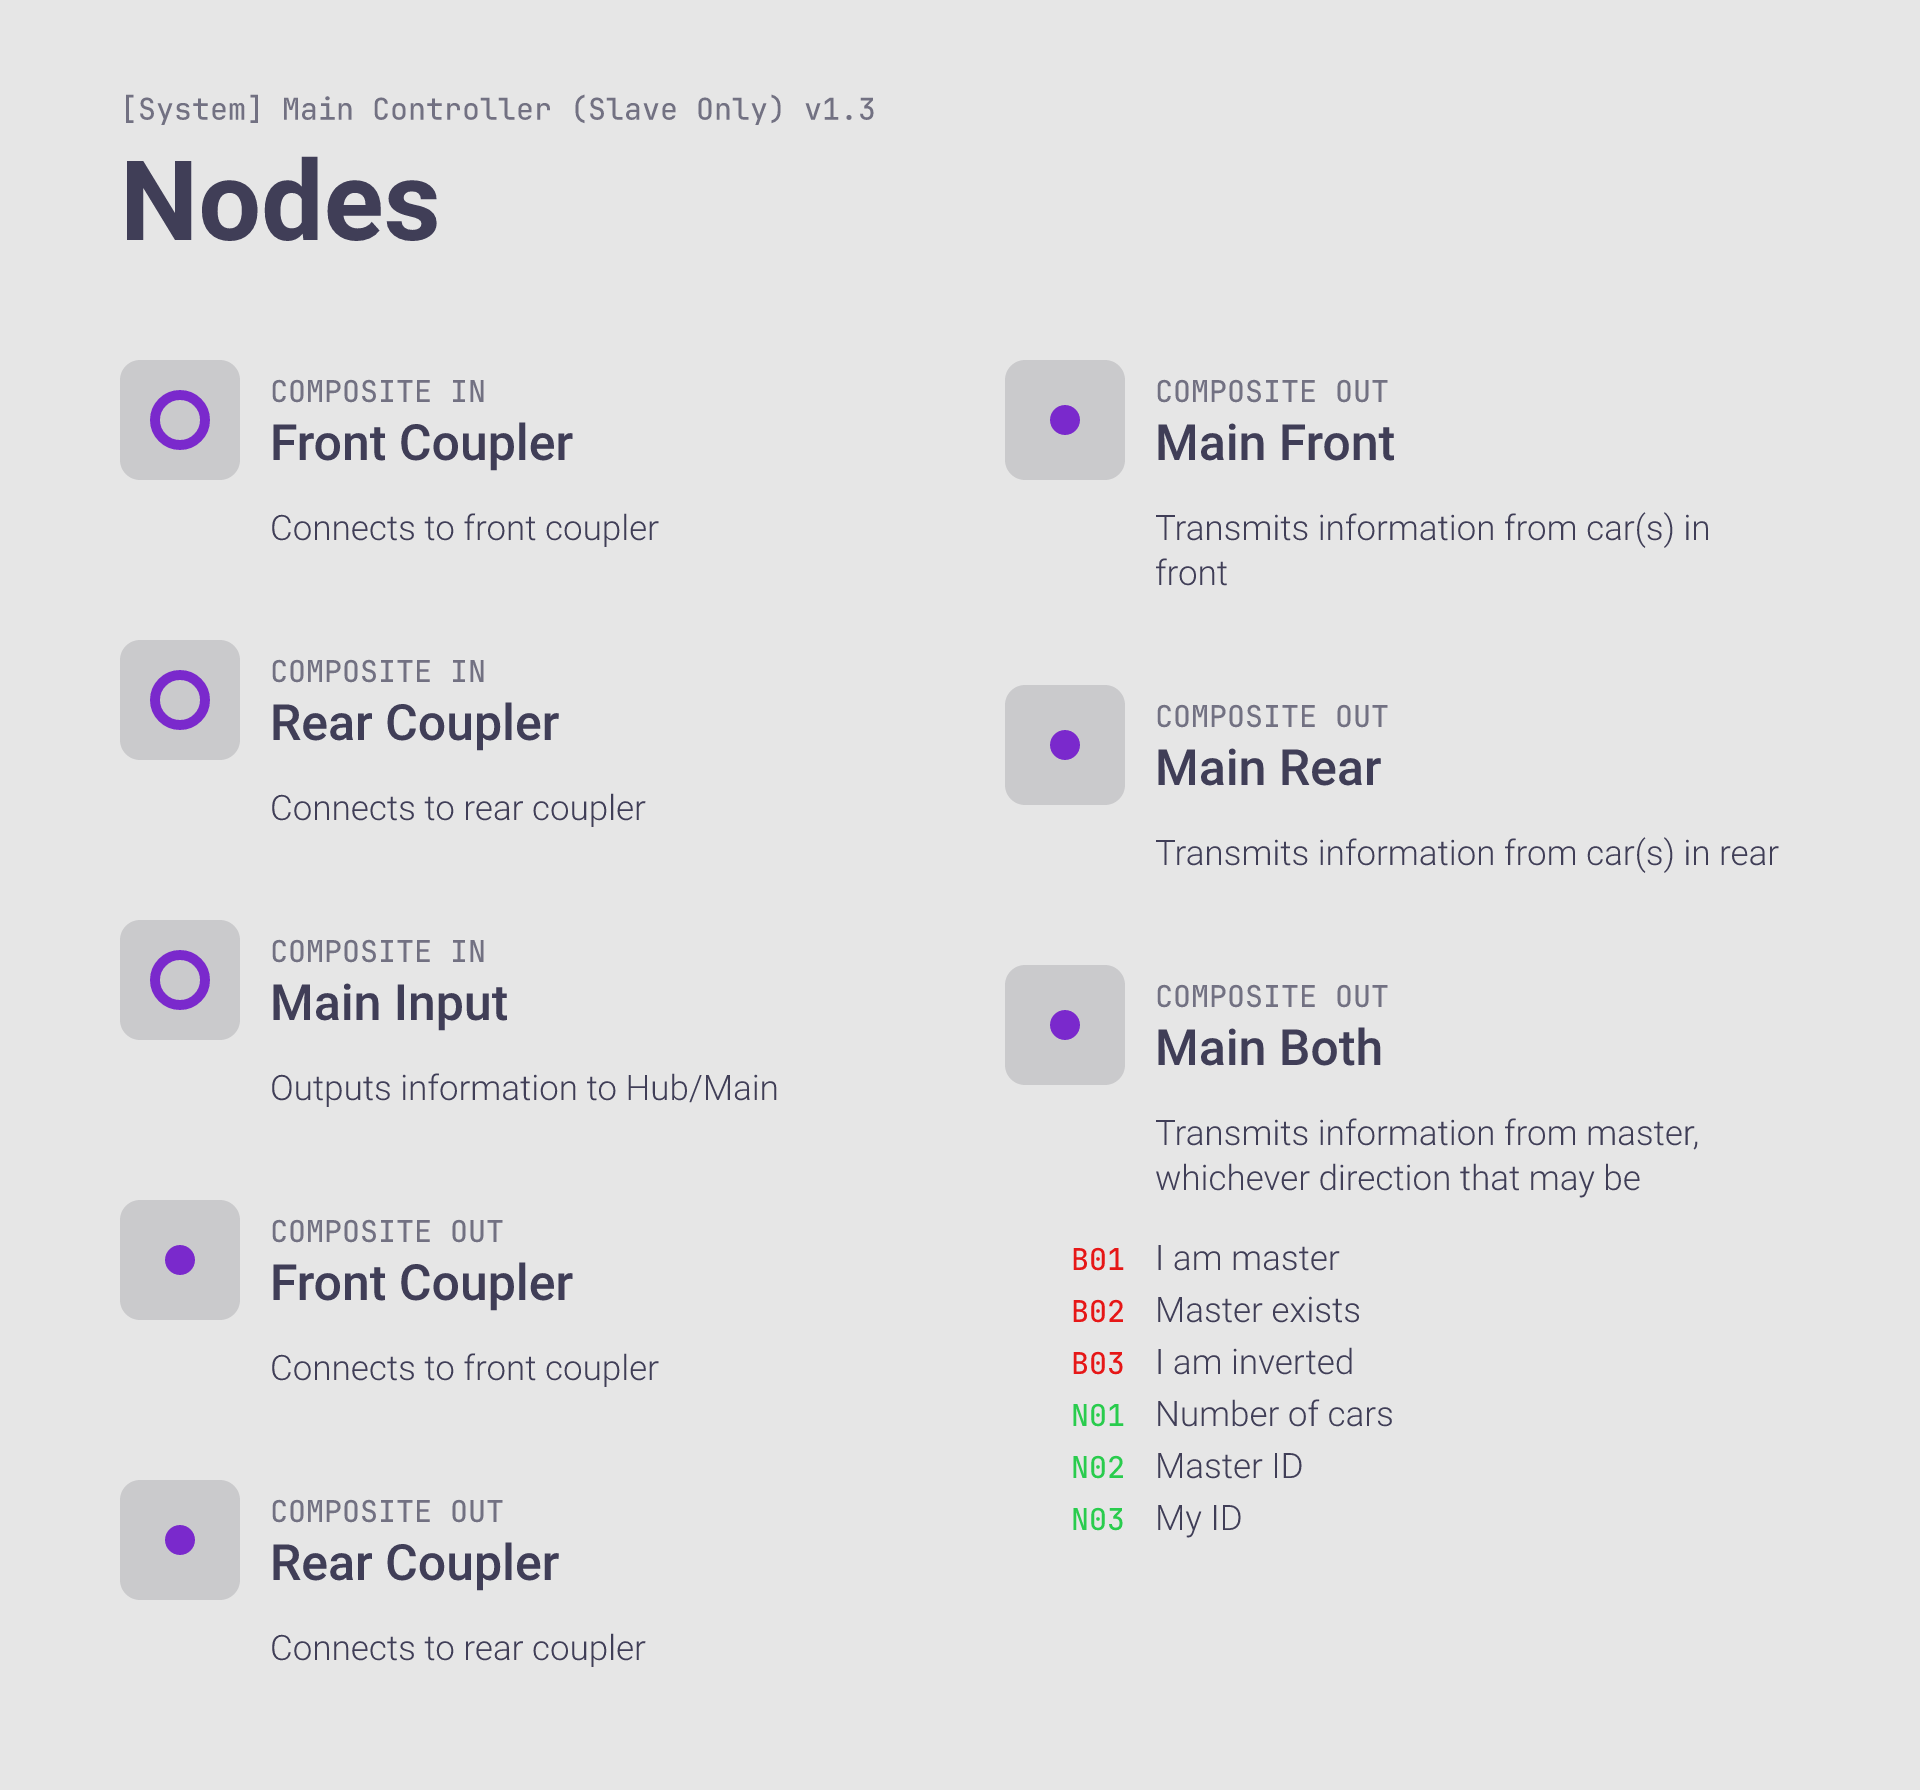 [System] Main Controller (Slave Only) v1.3
Nodes
COMPOSITE IN
Front Coupler
Connects to front coupler
COMPOSITE IN
Rear Coupler
Connects to rear coupler
COMPOSITE IN
Main Input
Outputs information to Hub/Main
COMPOSITE OUT
Front Coupler
Connects to front coupler
COMPOSITE OUT
Rear Coupler
Connects to rear coupler
COMPOSITE OUT
Main Front
Transmits information from car(s) in
front
COMPOSITE OUT
Main Rear
Transmits information from car(s) in rear
COMPOSITE OUT
Main Both
Transmits information from master,
whichever direction that may be
B01 I am master
B02 Master exists
B03 I am inverted
N01 Number of cars
N02 Master ID
N03 My ID